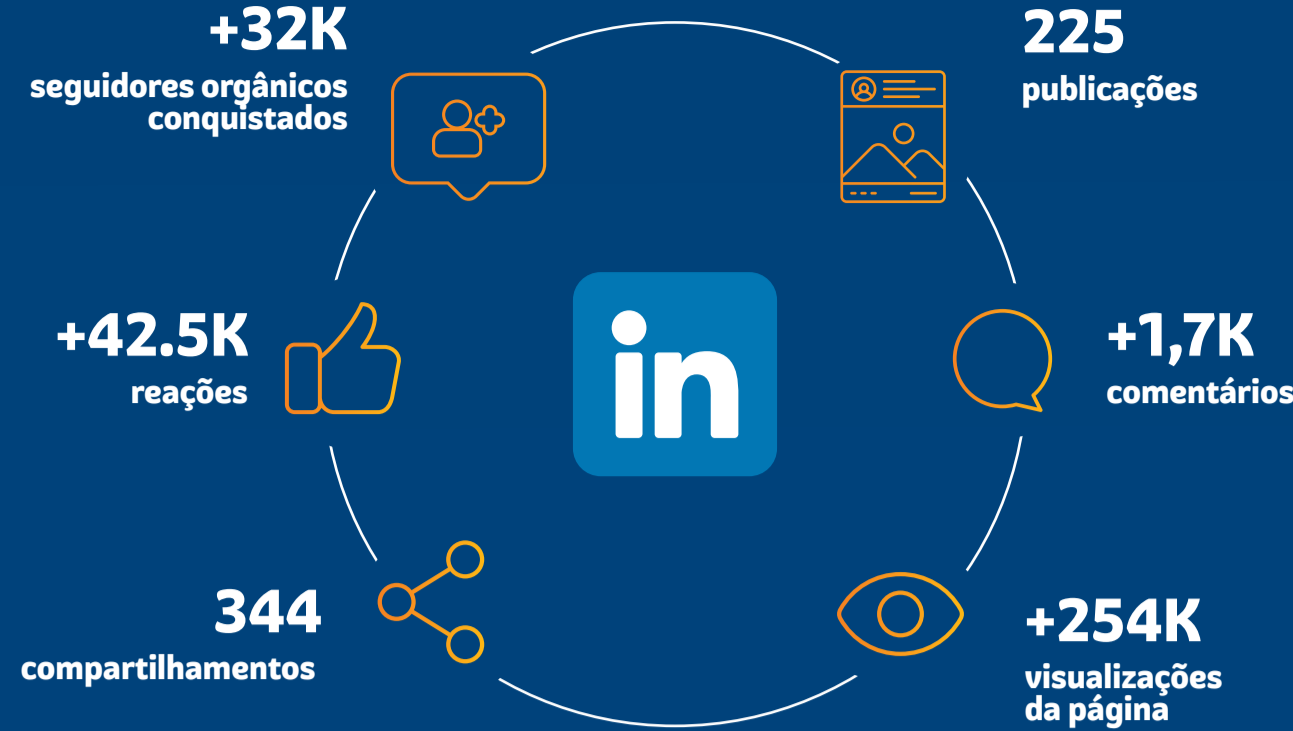 +32K
seguidores orgânicos
conquistados
225
publicações
+42.5K
reações
in
+1,7K
comentários
344
compartilhamentos
+254K
visualizações
da página